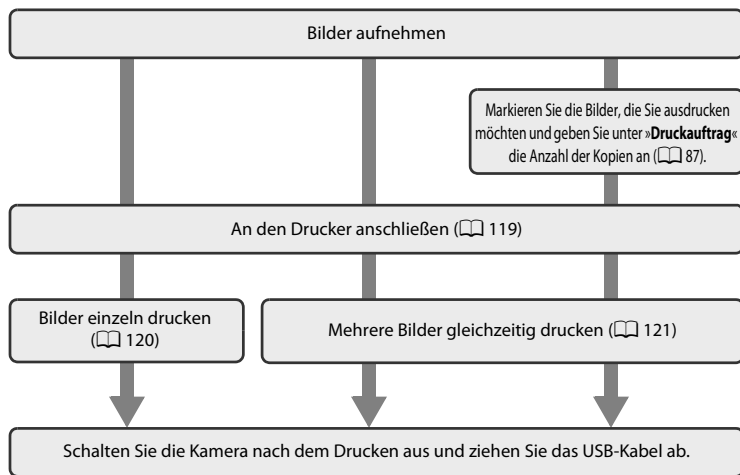 Bilder aufnehmen
Markieren Sie die Bilder, die Sie ausdrucken
möchten und geben Sie unter »Druckauftrag«
die Anzahl der Kopien an (📖 87).
An den Drucker anschließen (📖 119)
Bilder einzeln drucken
(📖 120)
Mehrere Bilder gleichzeitig drucken (📖 121)
Schalten Sie die Kamera nach dem Drucken aus und ziehen Sie das USB-Kabel ab.